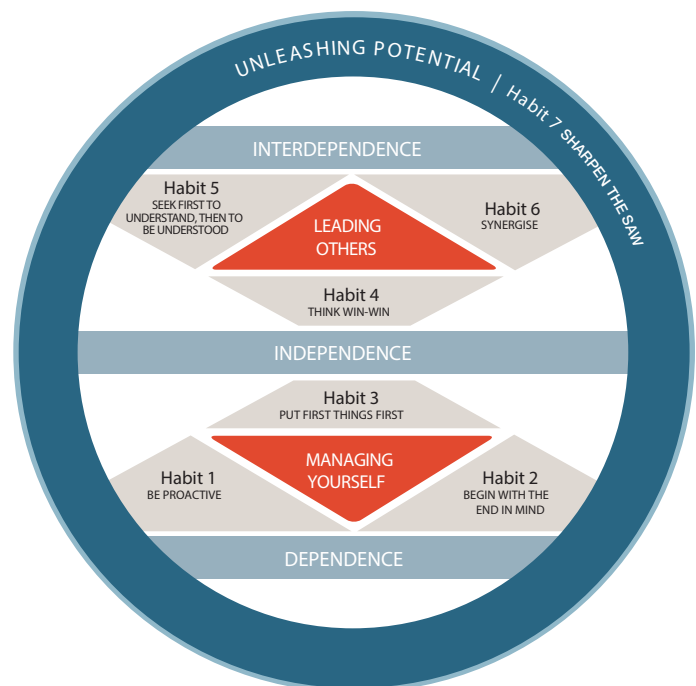 UNLEASHING POTENTIAL | Habit 7 SHARPEN THE SAW
INTERDEPENDENCE
Habit 5
SEEK FIRST TO
UNDERSTAND, THEN TO
BE UNDERSTOOD
LEADING
OTHERS
Habit 6
SYNERGISE
Habit 4
THINK WIN-WIN
INDEPENDENCE
Habit 3
PUT FIRST THINGS FIRST
Habit 1
BE PROACTIVE
MANAGING
YOURSELF
Habit 2
BEGIN WITH THE
END IN MIND
DEPENDENCE